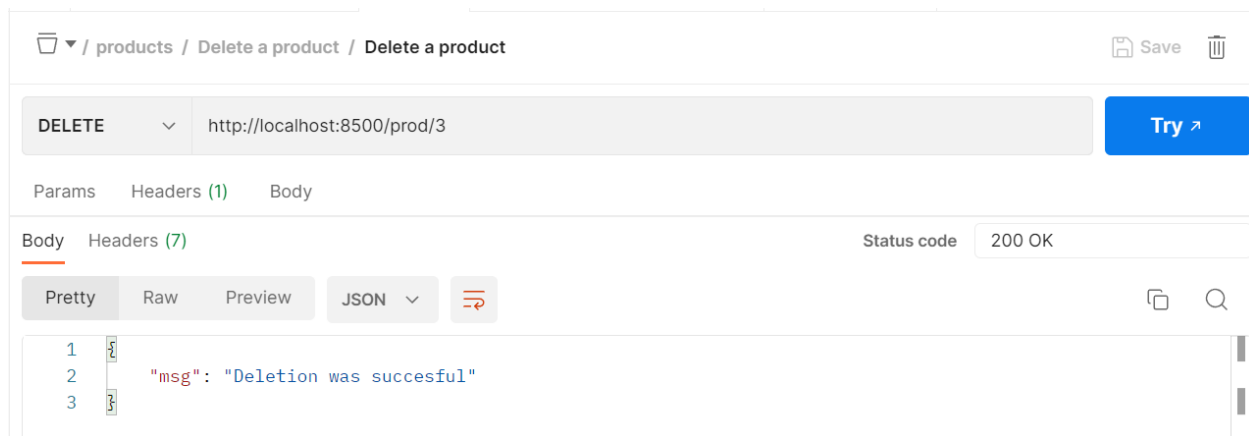 / products / Delete a product / Delete a product
Save
DELETE
http://localhost:8500/prod/3
Try
Params Headers (1) Body
Body Headers (7)
Status code 200 OK
Pretty Raw Preview JSON
1 {
2 "msg": "Deletion was succesful"
3 }